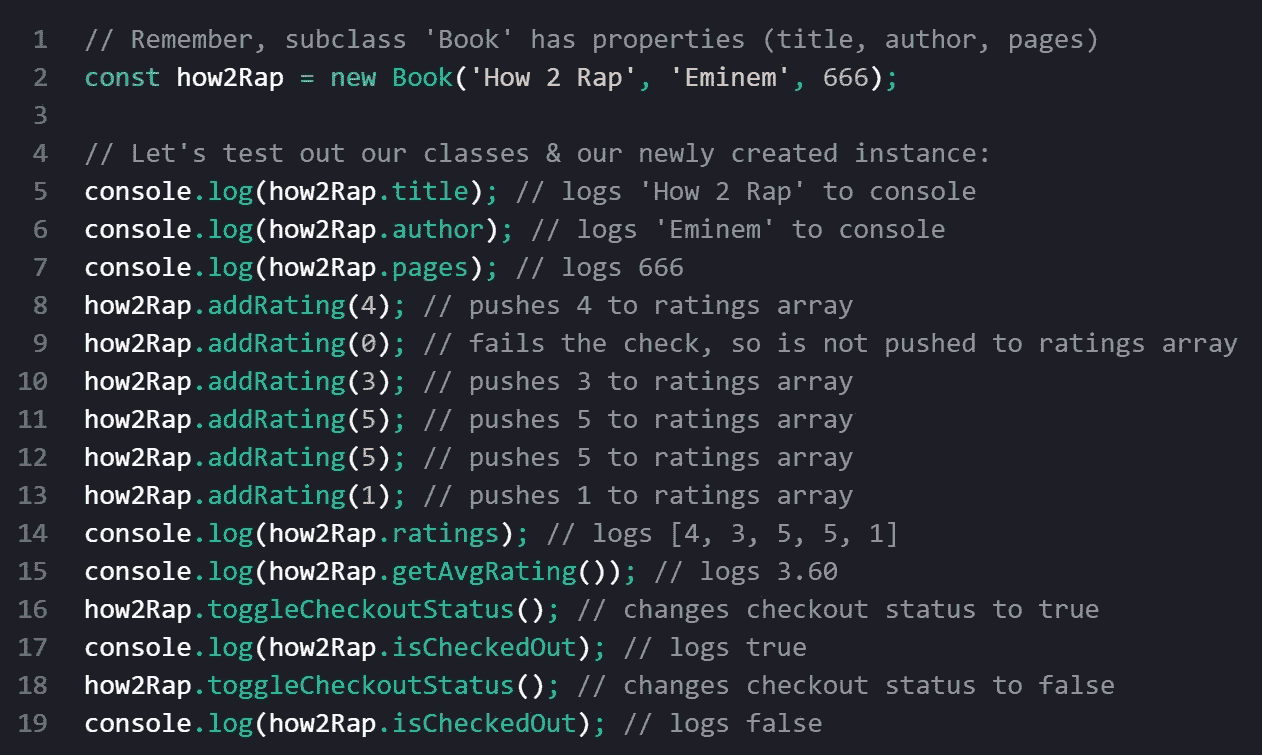 1 // Remember, subclass 'Book' has properties (title, author, pages)
2 const how2Rap = new Book('How 2 Rap', 'Eminem', 666);
3
4 // Let's test out our classes & our newly created instance:
5 console.log(how2Rap.title); // logs 'How 2 Rap' to console
6 console.log(how2Rap.author); // logs 'Eminem' to console
7 console.log(how2Rap.pages); // logs 666
8 how2Rap.addRating(4); // pushes 4 to ratings array
9 how2Rap.addRating(0); // fails the check, so is not pushed to ratings array
10 how2Rap.addRating(3); // pushes 3 to ratings array
11 how2Rap.addRating(5); // pushes 5 to ratings array
12 how2Rap.addRating(5); // pushes 5 to ratings array
13 how2Rap.addRating(1); // pushes 1 to ratings array
14 console.log(how2Rap.ratings); // logs [4, 3, 5, 5, 1]
15 console.log(how2Rap.getAvgRating()); // logs 3.60
16 how2Rap.toggleCheckoutStatus(); // changes checkout status to true
17 console.log(how2Rap.isCheckedOut); // logs true
18 how2Rap.toggleCheckoutStatus(); // changes checkout status to false
19 console.log(how2Rap.isCheckedOut); // logs false